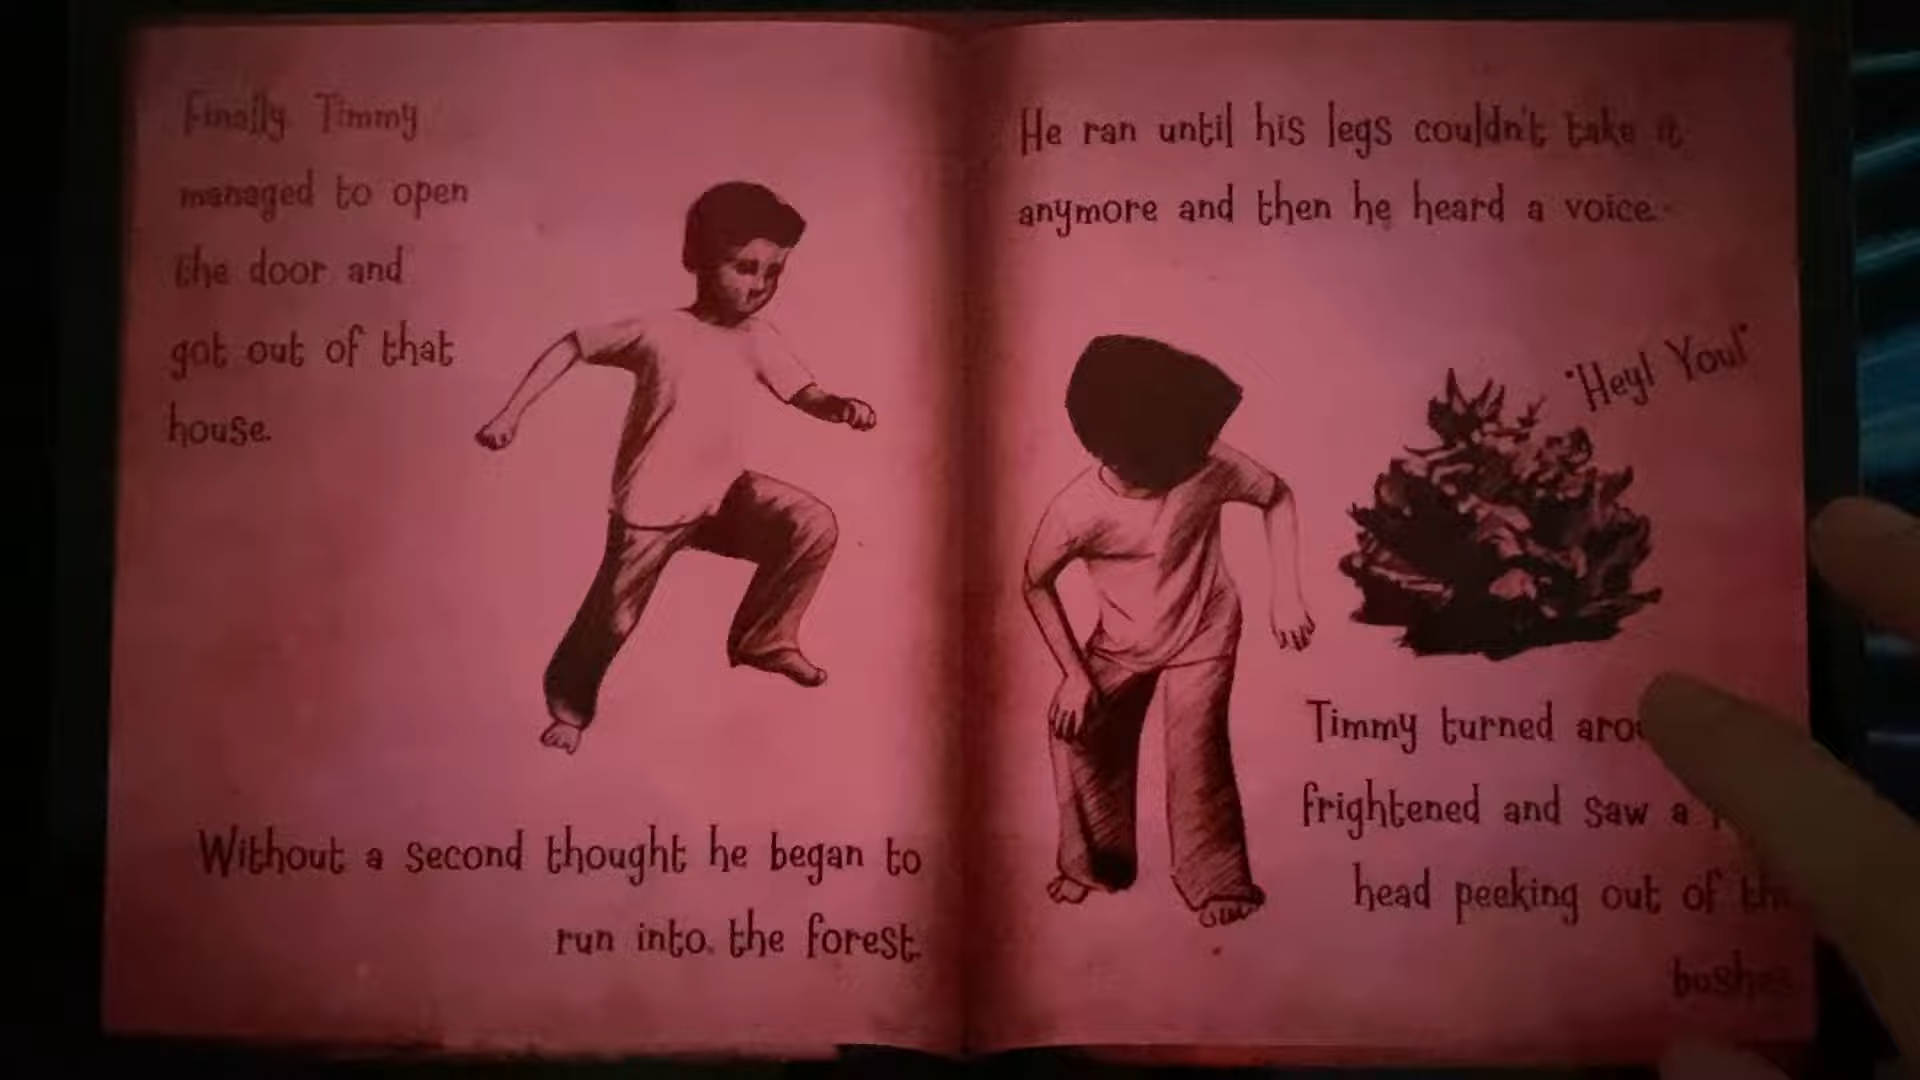 Finally Timmy
managed to open
the door and
got out of that
house.
Without a second thought he began to
run into the forest.
He ran until his legs couldn't take it
anymore and then he heard a voice.
"Hey! You!"
Timmy turned
frightened and saw a
head peeking out of
bushes